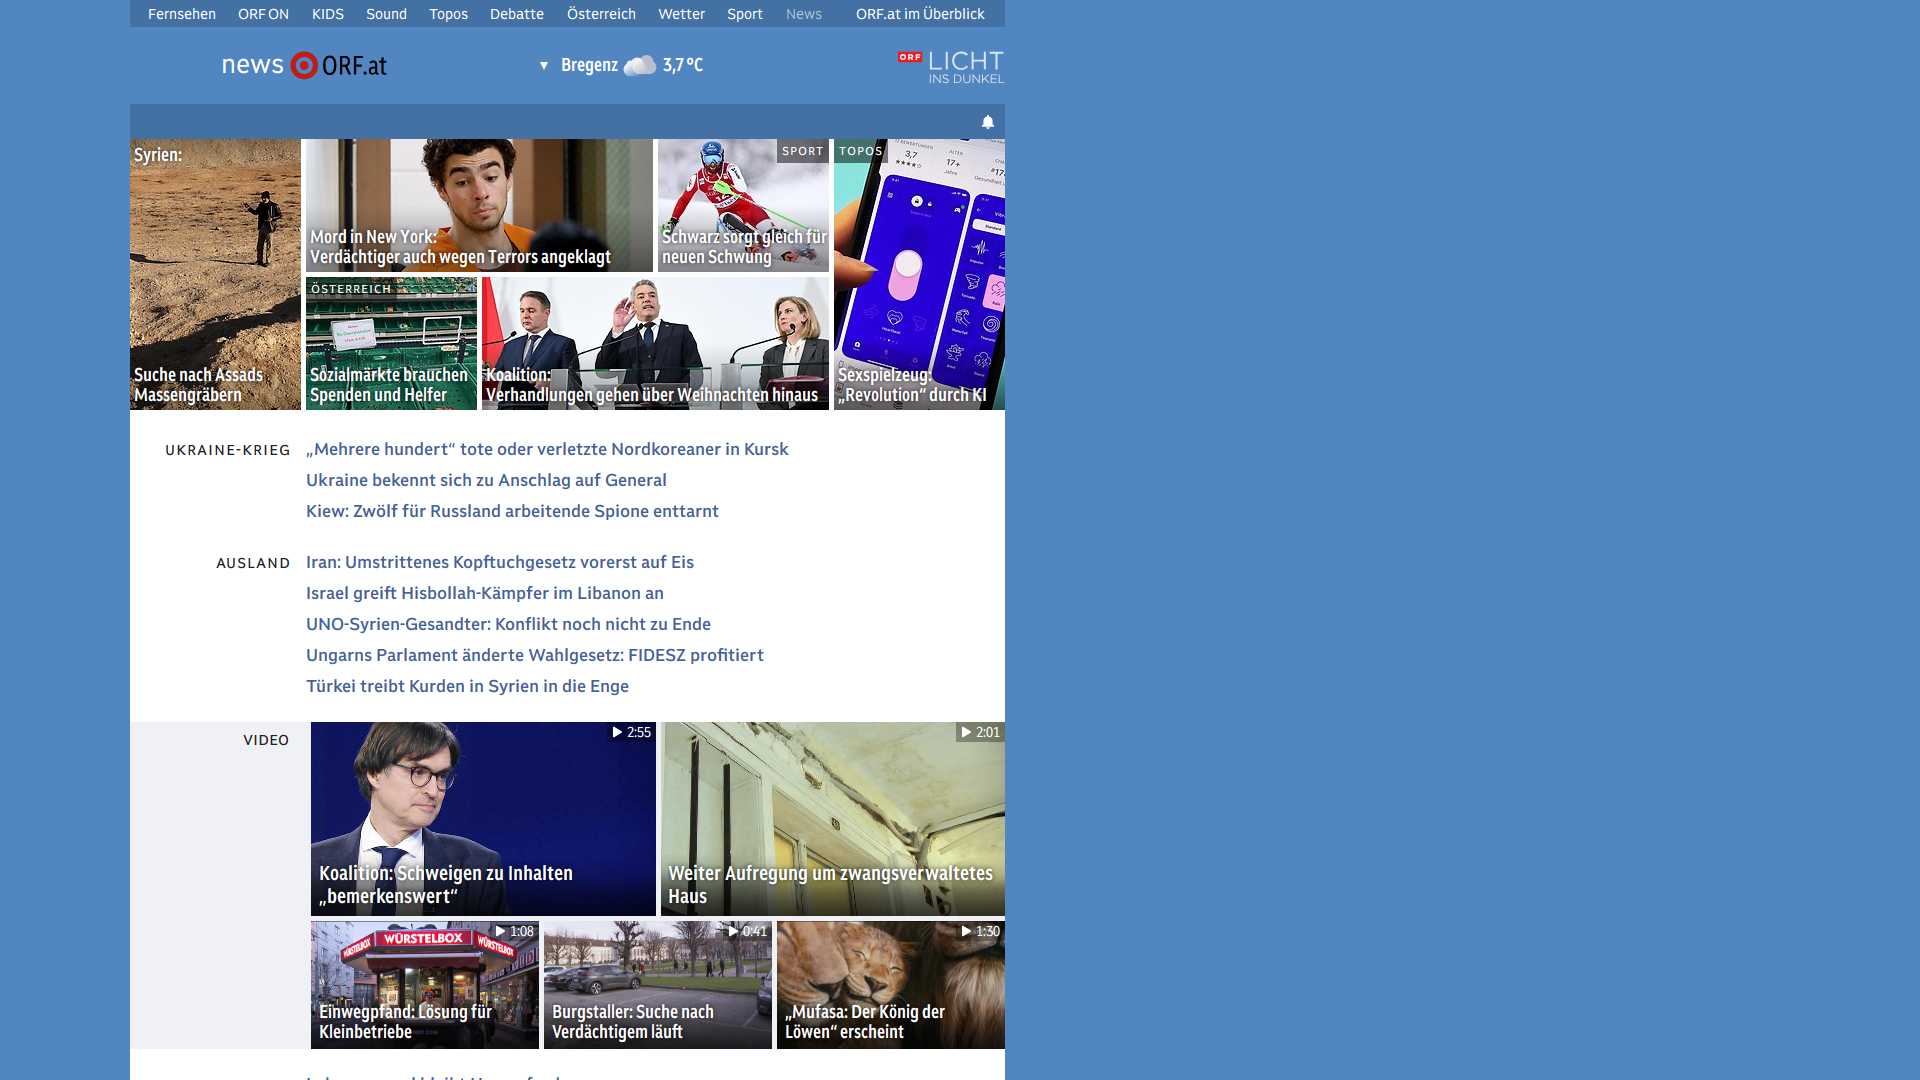 Fernsehen ORF ON KIDS Sound Topos Debatte Österreich Wetter Sport News ORF.at im Überblick
news ORF.at
Bregenz 3,7 °C
ORF LICHT
INS DUNKEL
Syrien:
Suche nach Assads
Massengräbern
Mord in New York:
Verdächtiger auch wegen Terrors angeklagt
SPORT
Schwarz sorgt gleich für
neuen Schwung
TOPOS
3,7
17+
Jahre
ÖSTERREICH
Sozialmärkte brauchen
Spenden und Helfer
Koalition:
Verhandlungen gehen über Weihnachten hinaus
Sexspielzeug:
„Revolution“ durch KI
UKRAINE-KRIEG
„Mehrere hundert“ tote oder verletzte Nordkoreaner in Kursk
Ukraine bekennt sich zu Anschlag auf General
Kiew: Zwölf für Russland arbeitende Spione enttarnt
AUSLAND
Iran: Umstrittenes Kopftuchgesetz vorerst auf Eis
Israel greift Hisbollah-Kämpfer im Libanon an
UNO-Syrien-Gesandter: Konflikt noch nicht zu Ende
Ungarns Parlament änderte Wahlgesetz: FIDESZ profitiert
Türkei treibt Kurden in Syrien in die Enge
VIDEO
2:55
Koalition: Schweigen zu Inhalten
„bemerkenswert“
2:01
Weiter Aufregung um zwangsverwaltetes
Haus
1:08
WÜRSTELBOX WÜRSTELBOX WÜRSTELBOX
Einwegpfand: Lösung für
Kleinbetriebe
0:41
Burgstaller: Suche nach
Verdächtigem läuft
1:30
„Mufasa: Der König der
Löwen“ erscheint